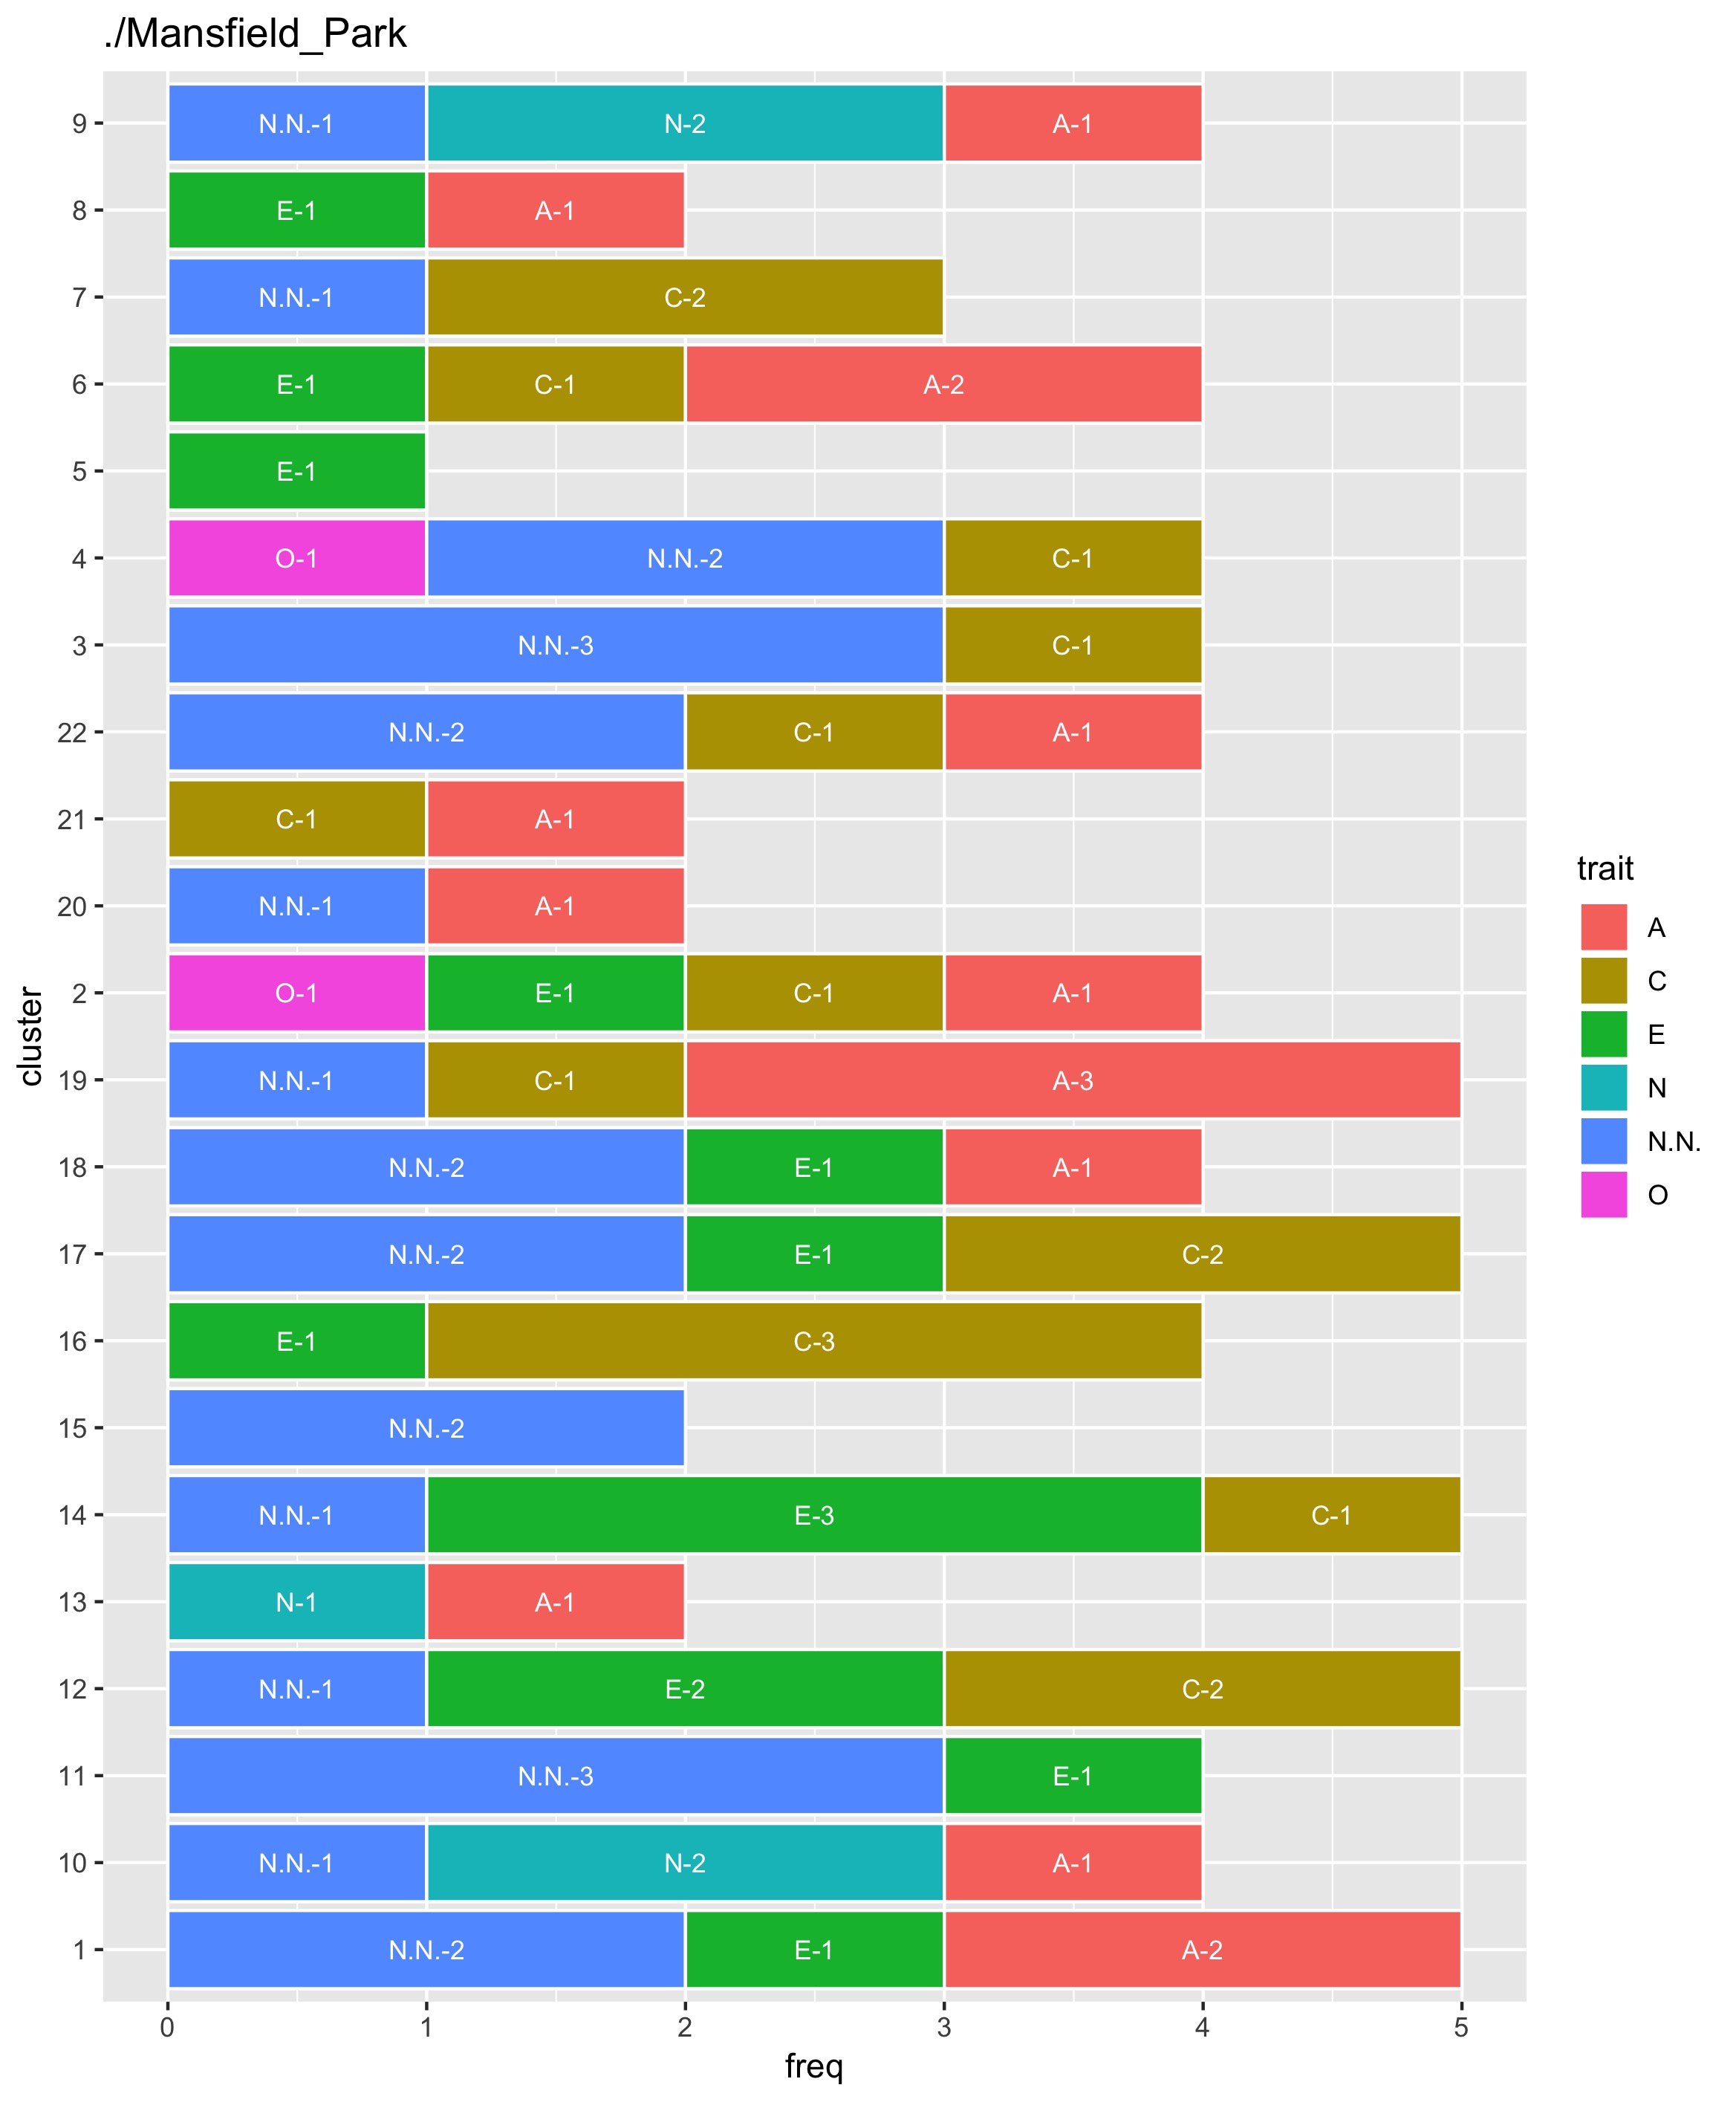 ./Mansfield_Park
9 N.N.-1 N-2 A-1
8 E-1 A-1
7 N.N.-1 C-2
6 E-1 C-1 A-2
5 E-1
4 O-1 N.N.-2 C-1
3 N.N.-3 C-1
22 N.N.-2 C-1 A-1
21 C-1 A-1
20 N.N.-1 A-1
2 O-1 E-1 C-1 A-1
19 N.N.-1 C-1 A-3
18 N.N.-2 E-1 A-1
17 N.N.-2 E-1 C-2
16 E-1 C-3
15 N.N.-2
14 N.N.-1 E-3 C-1
13 N-1 A-1
12 N.N.-1 E-2 C-2
11 N.N.-3 E-1
10 N.N.-1 N-2 A-1
1 N.N.-2 E-1 A-2
0 1 2 3 4 5
freq
cluster
trait
A
C
E
N
N.N.
O